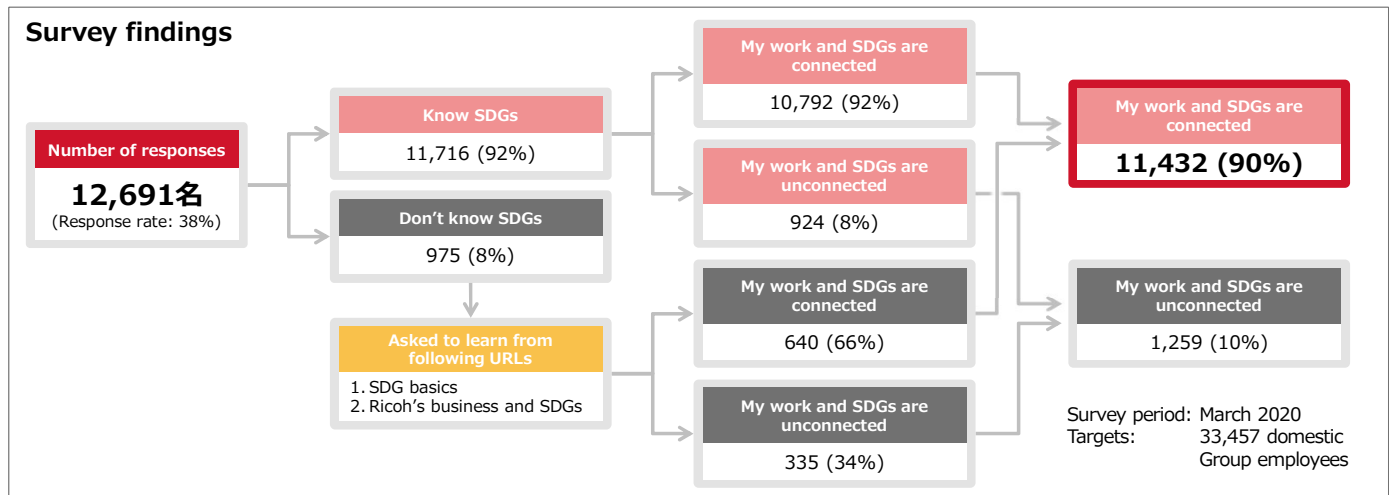 Survey findings
Number of responses
12,691名
(Response rate: 38%)
Know SDGs
11,716 (92%)
Don't know SDGs
975 (8%)
Asked to learn from
following URLs
1. SDG basics
2. Ricoh's business and SDGs
My work and SDGs are
connected
10,792 (92%)
My work and SDGs are
unconnected
924 (8%)
My work and SDGs are
connected
640 (66%)
My work and SDGs are
unconnected
335 (34%)
My work and SDGs are
connected
11,432 (90%)
My work and SDGs are
unconnected
1,259 (10%)
Survey period: March 2020
Targets: 33,457 domestic
Group employees